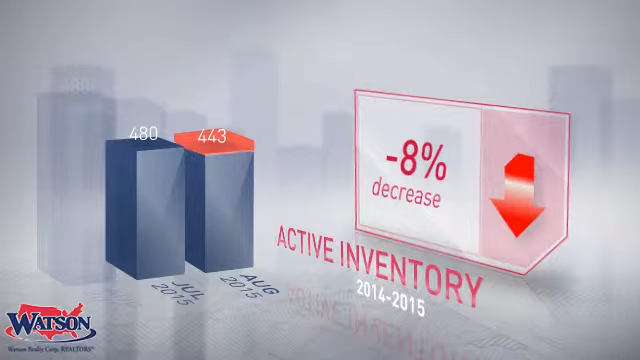 480
443
JUL
2015
AUG
2015
-8%
decrease
ACTIVE INVENTORY
2014-2015
WATSON
Watson Realty Corp. REALTORS®